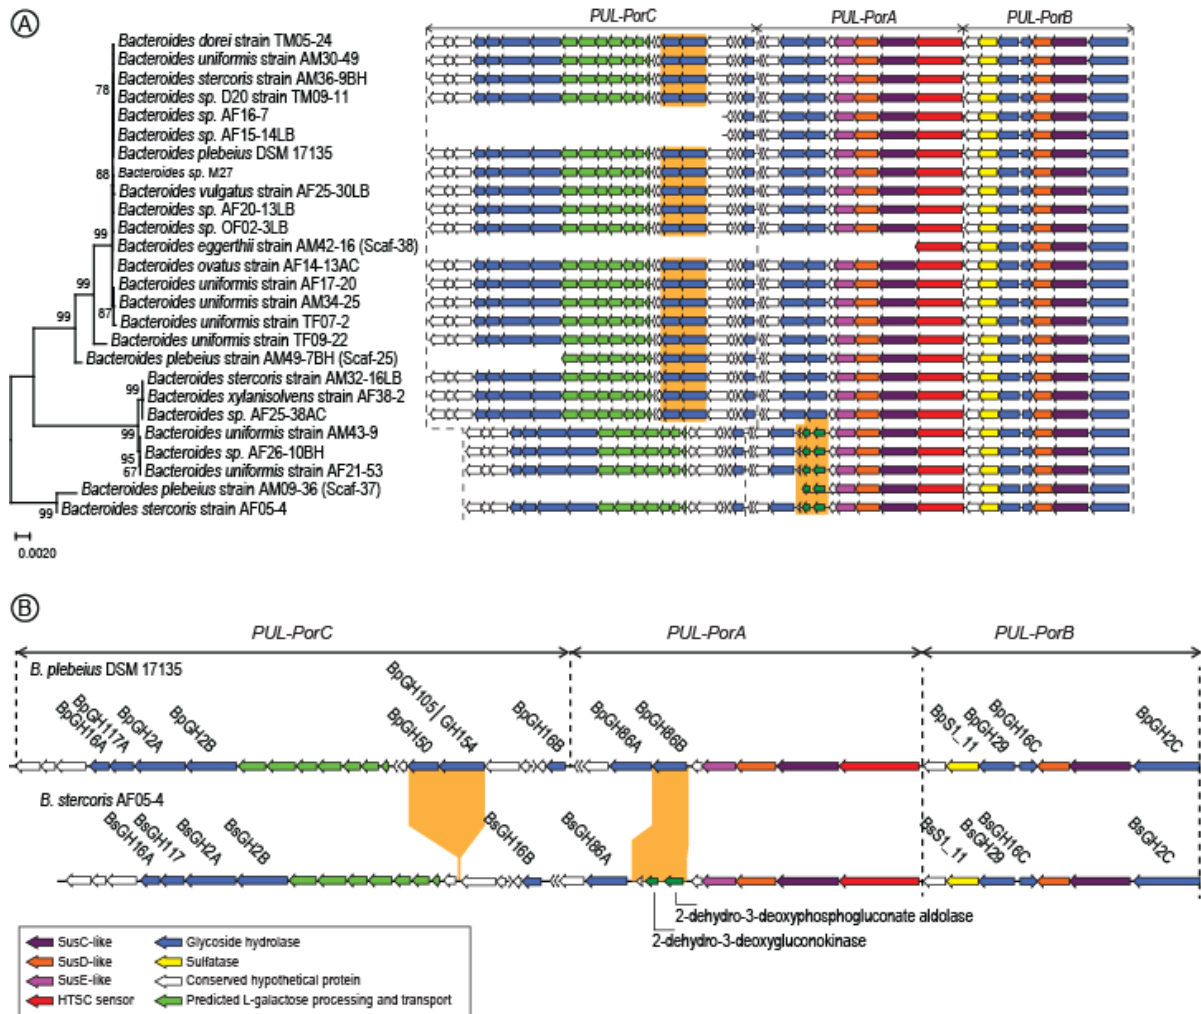 A
PUL-PorC
PUL-PorA
PUL-PorB
Bacteroides dorei strain TM05-24
Bacteroides uniformis strain AM30-49
Bacteroides stercoris strain AM36-9BH
Bacteroides sp. D20 strain TM09-11
Bacteroides sp. AF16-7
Bacteroides sp. AF15-14LB
Bacteroides plebeius DSM 17135
Bacteroides sp. M27
Bacteroides vulgatus strain AF25-30LB
Bacteroides sp. AF20-13LB
Bacteroides sp. OF02-3LB
Bacteroides eggerthii strain AM42-16 (Scaf-38)
Bacteroides ovatus strain AF14-13AC
Bacteroides uniformis strain AF17-20
Bacteroides uniformis strain AM34-25
Bacteroides uniformis strain TF07-2
Bacteroides uniformis strain TF09-22
Bacteroides plebeius strain AM49-7BH (Scaf-25)
Bacteroides stercoris strain AM32-16LB
Bacteroides xylanisolvens strain AF38-2
Bacteroides sp. AF25-38AC
Bacteroides uniformis strain AM43-9
Bacteroides sp. AF26-10BH
Bacteroides uniformis strain AF21-53
Bacteroides plebeius strain AM09-36 (Scaf-37)
Bacteroides stercoris strain AF05-4
78
88
99
99
87
99
99
99
95
67
99
0.0020
B
PUL-PorC
PUL-PorA
PUL-PorB
B. plebeius DSM 17135
BpGH16A
BpGH117A
BpGH2A
BpGH2B
BpGH50
BpGH105 | GH154
BpGH16B
BpGH86A
BpGH86B
BpS1_11
BpGH29
BpGH16C
BpGH2C
B. stercoris AF05-4
BsGH16A
BsGH117
BsGH2A
BsGH2B
BsGH16B
BsGH86A
BsS1_11
BsGH29
BsGH16C
BsGH2C
2-dehydro-3-deoxyphosphogluconate aldolase
2-dehydro-3-deoxygluconokinase
SusC-like
Glycoside hydrolase
SusD-like
Sulfatase
SusE-like
Conserved hypothetical protein
HTSC sensor
Predicted L-galactose processing and transport